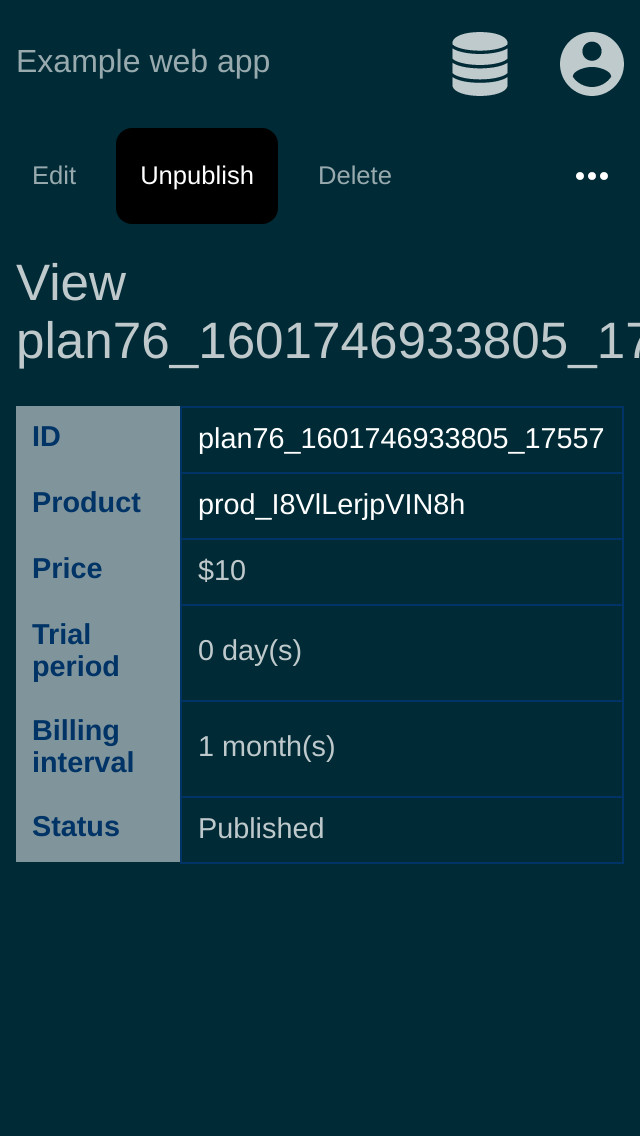 Example web app
Edit Unpublish Delete
View
plan76_1601746933805_17
ID plan76_1601746933805_17557
Product prod_I8VlLerjpVIN8h
Price $10
Trial
period
0 day(s)
Billing
interval
1 month(s)
Status Published